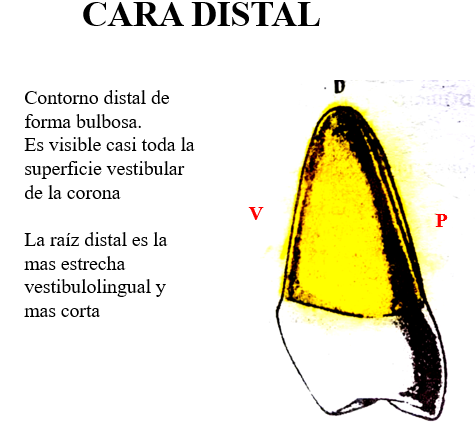 CARA DISTAL
D
Contorno distal de
forma bulbosa.
Es visible casi toda la
superficie vestibular
de la corona
V
P
La raíz distal es la
mas estrecha
vestibulolingual y
mas corta